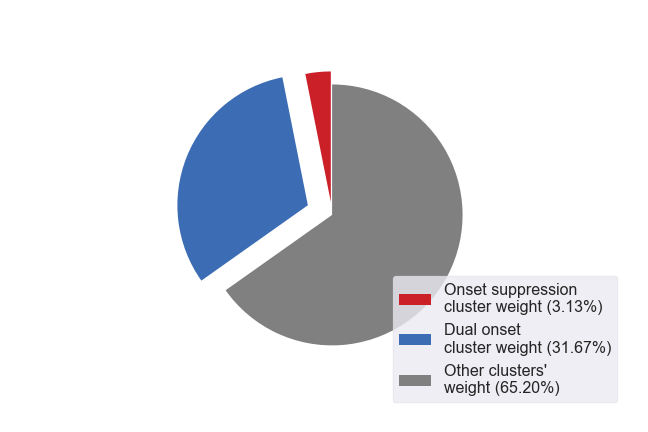 Onset suppression
cluster weight (3.13%)
Dual onset
cluster weight (31.67%)
Other clusters'
weight (65.20%)